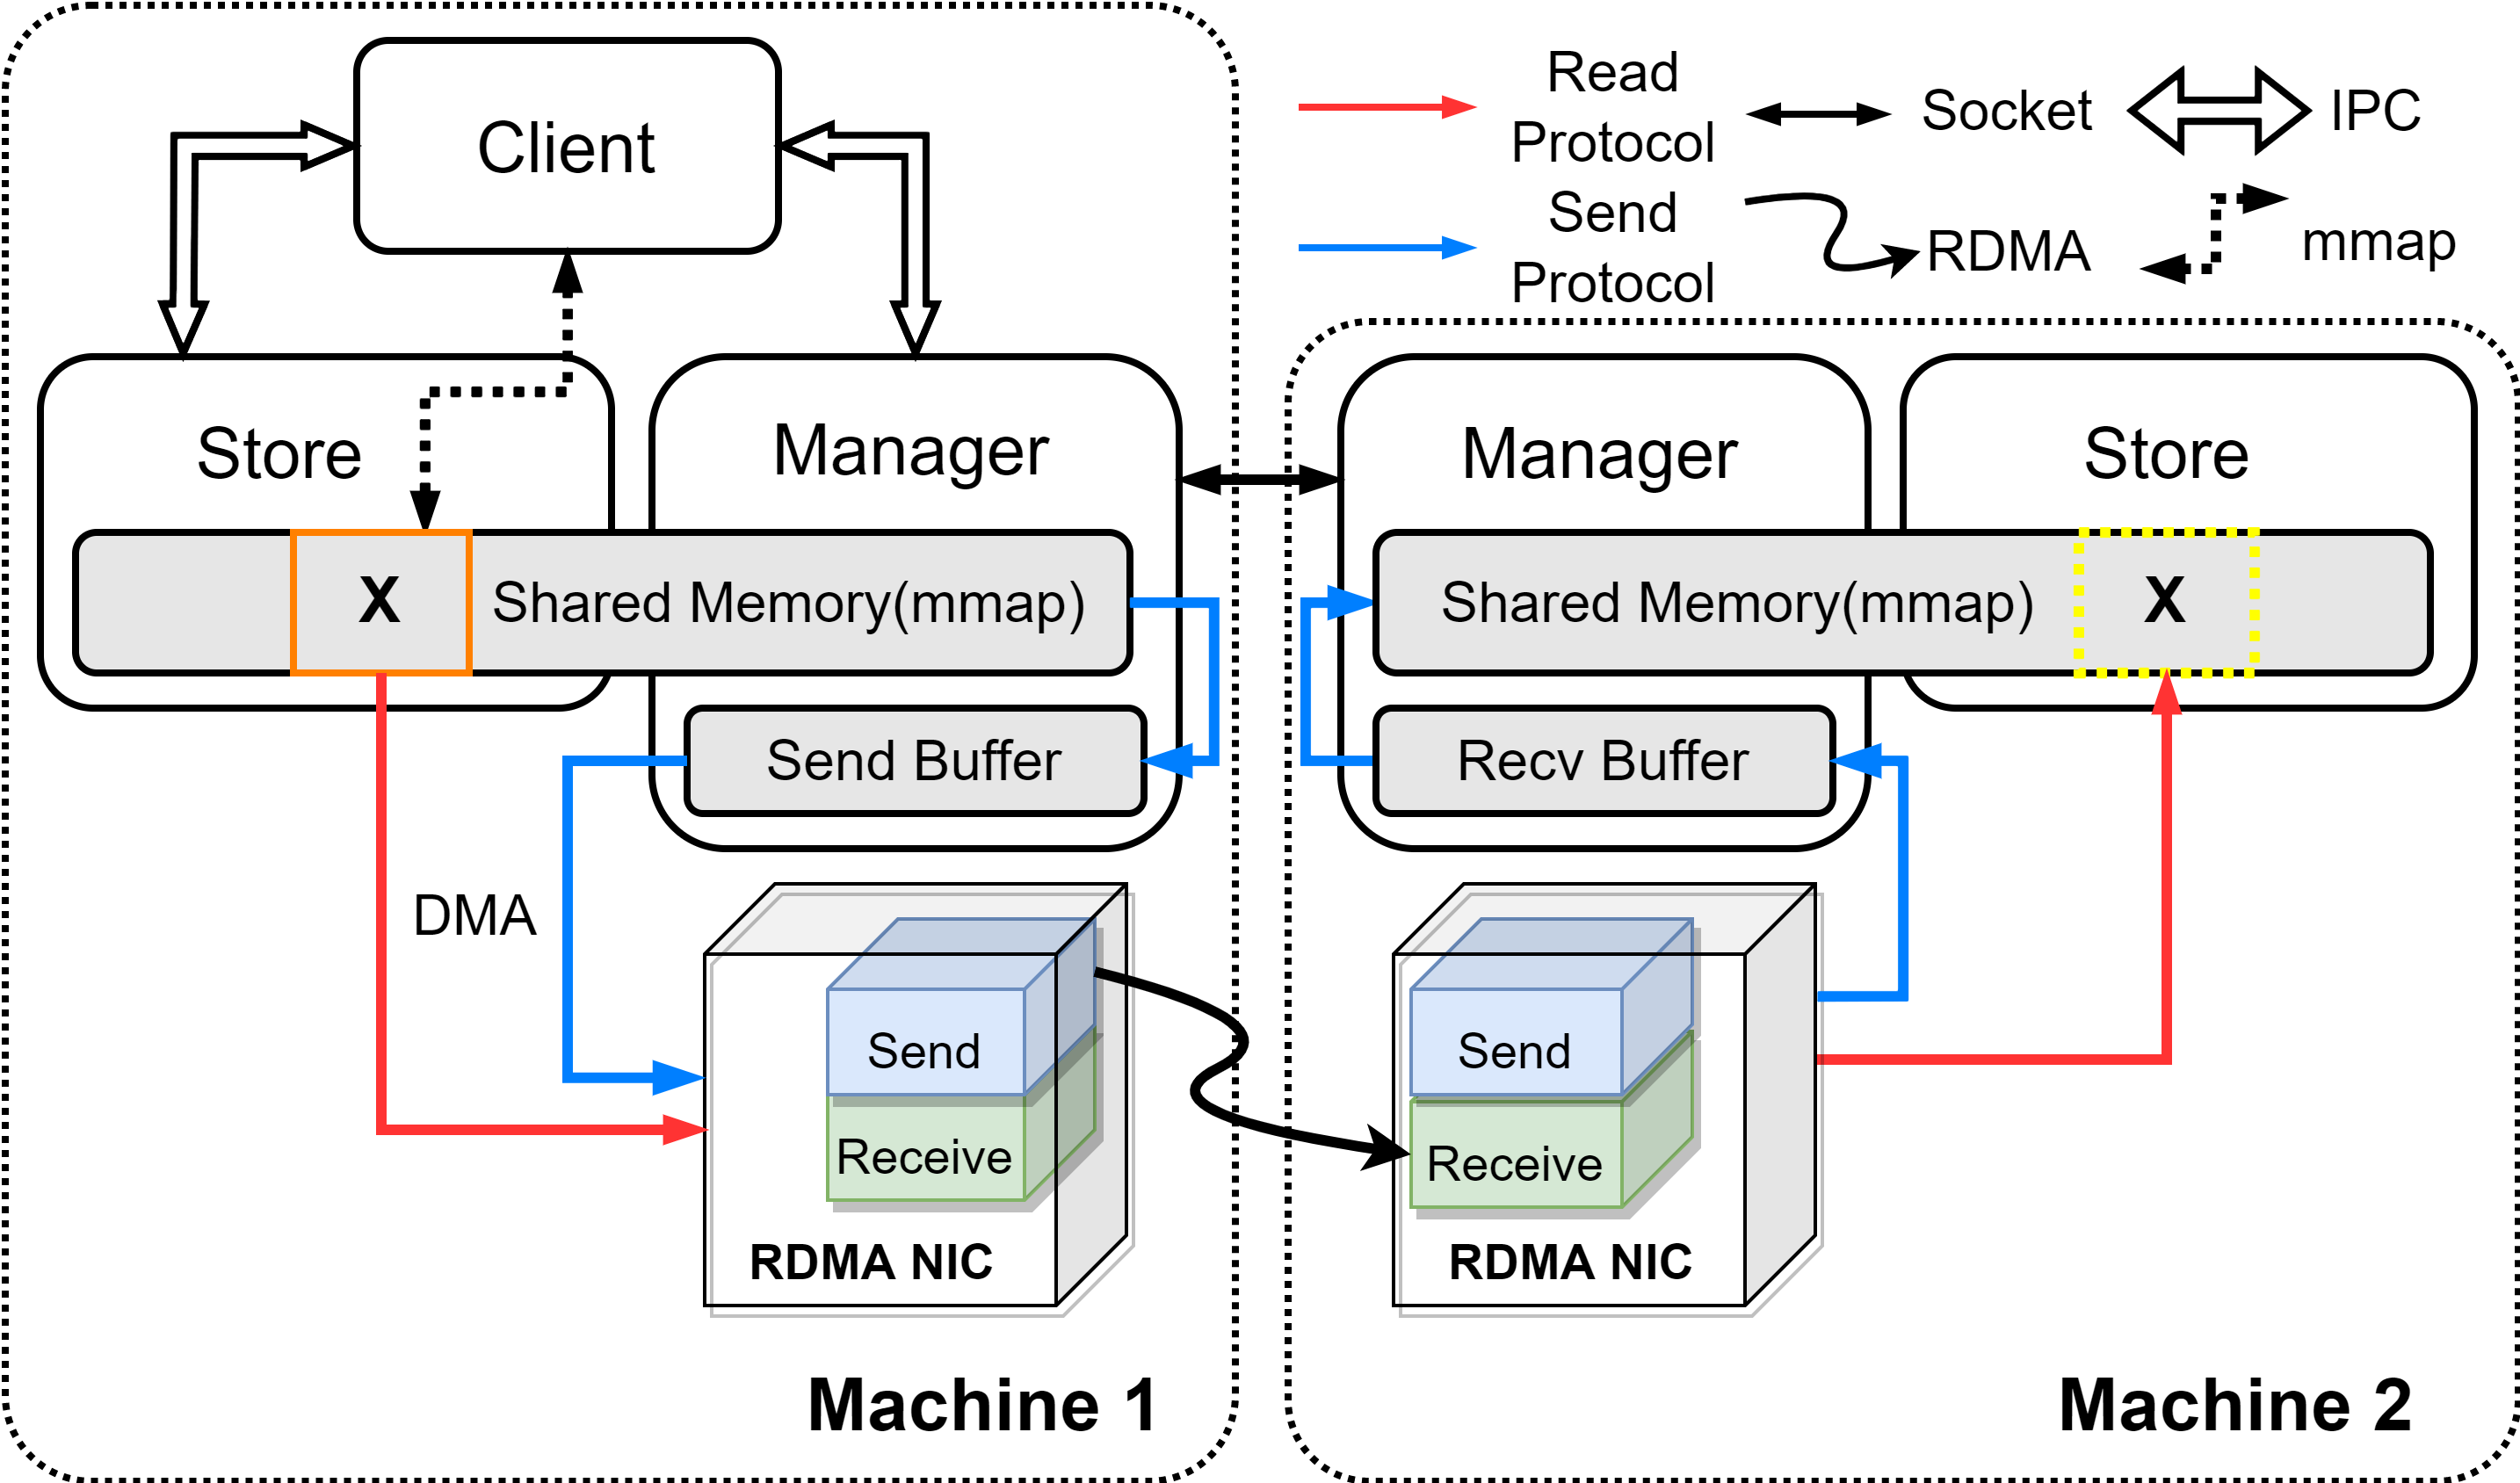 Client
Read
Protocol
Socket
IPC
Send
Protocol
RDMA
mmap
Store
Manager
Manager
Store
X
Shared Memory(mmap)
Shared Memory(mmap)
X
Send Buffer
Recv Buffer
DMA
Send
Receive
RDMA NIC
Send
Receive
RDMA NIC
Machine 1
Machine 2